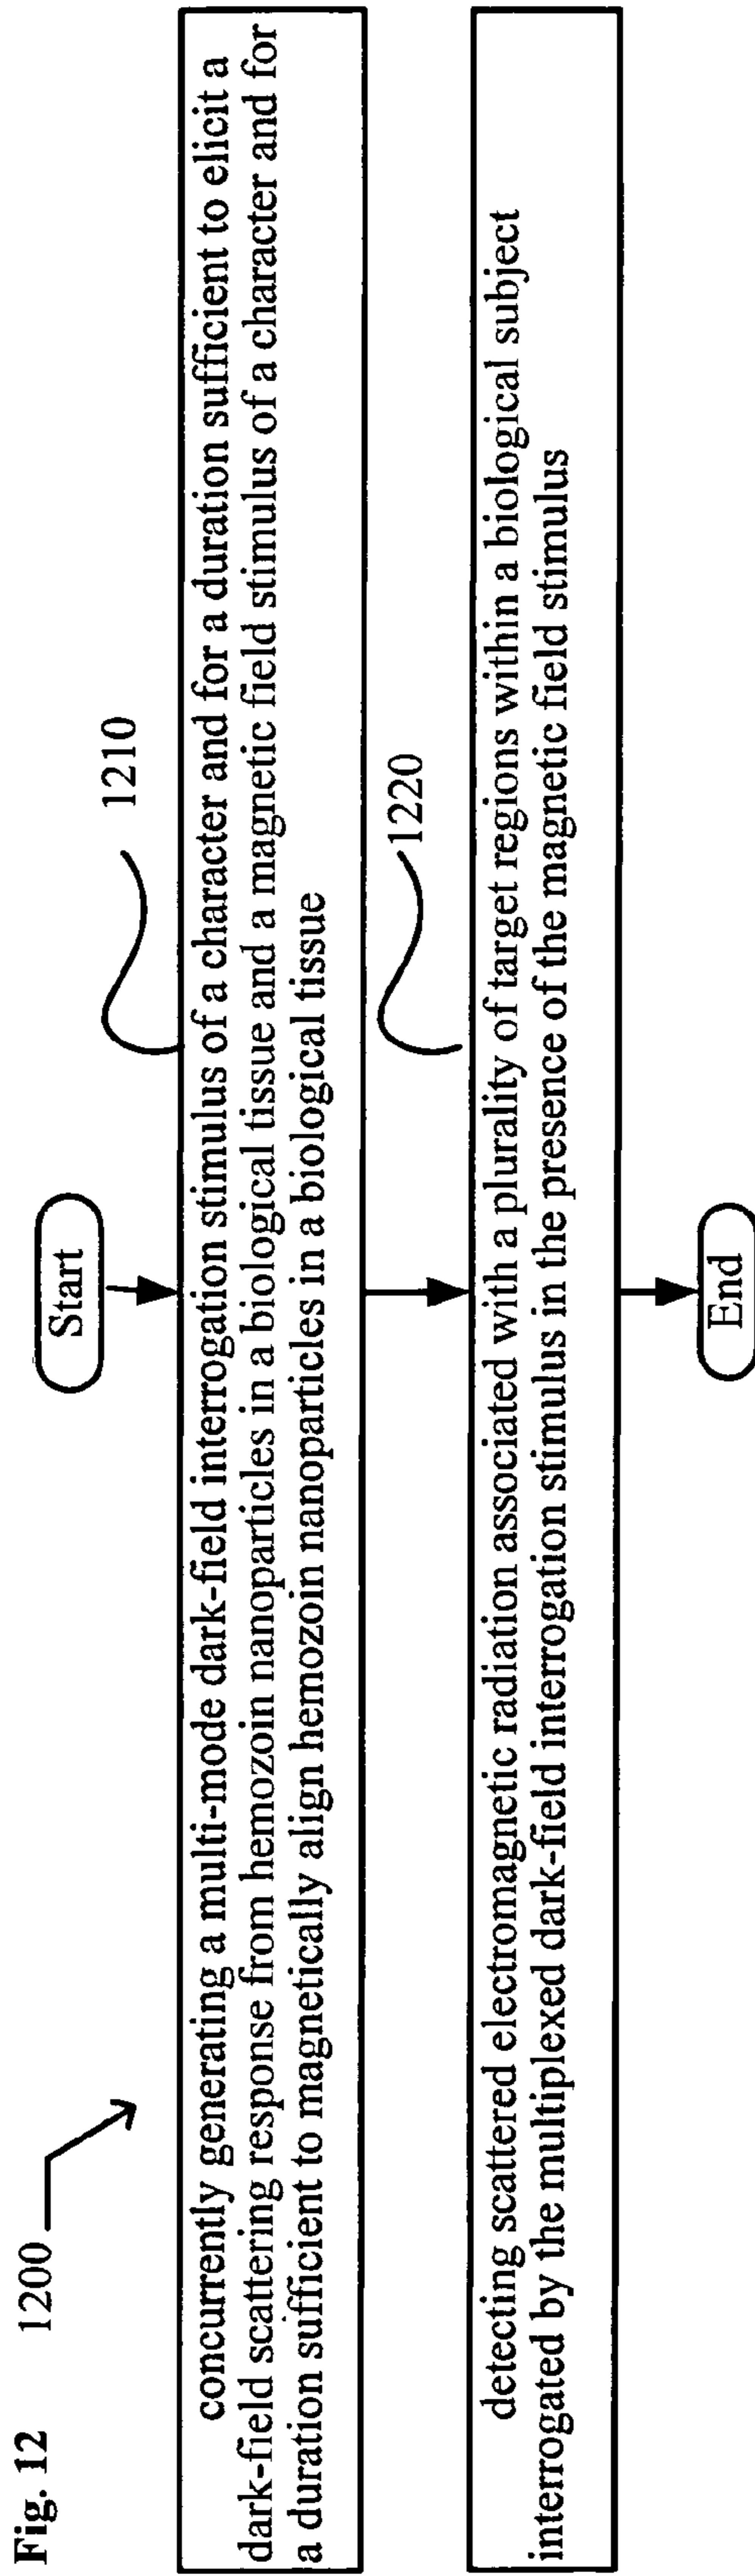 Fig. 12
1200
Start
1210
concurrently generating a multi-mode dark-field interrogation stimulus of a character and for a duration sufficient to elicit a
dark-field scattering response from hemozoin nanoparticles in a biological tissue and a magnetic field stimulus of a character and for
a duration sufficient to magnetically align hemozoin nanoparticles in a biological tissue
1220
detecting scattered electromagnetic radiation associated with a plurality of target regions within a biological subject
interrogated by the multiplexed dark-field interrogation stimulus in the presence of the magnetic field stimulus
End